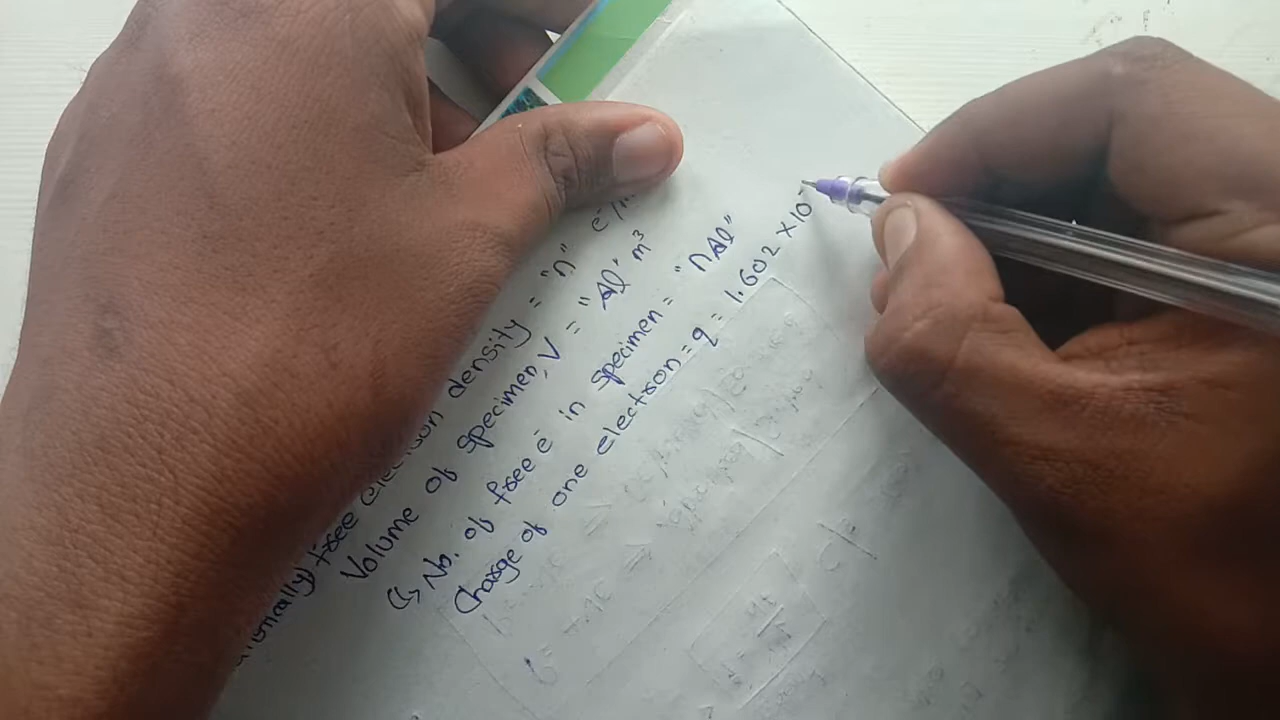 free electron density = "n" e⁻/
Volume of specimen, V = "Al" m³
↳ No. of free e⁻ in specimen = "nAl"
Charge of one electron = q = 1.602 × 10⁻